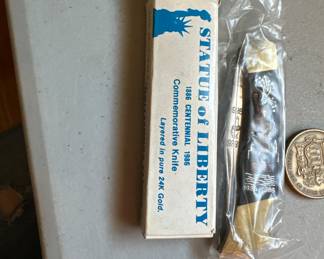 STATUE of LIBERTY
1886 CENTENNIAL 1986
Commemorative Knife
Layered in pure 24K Gold.